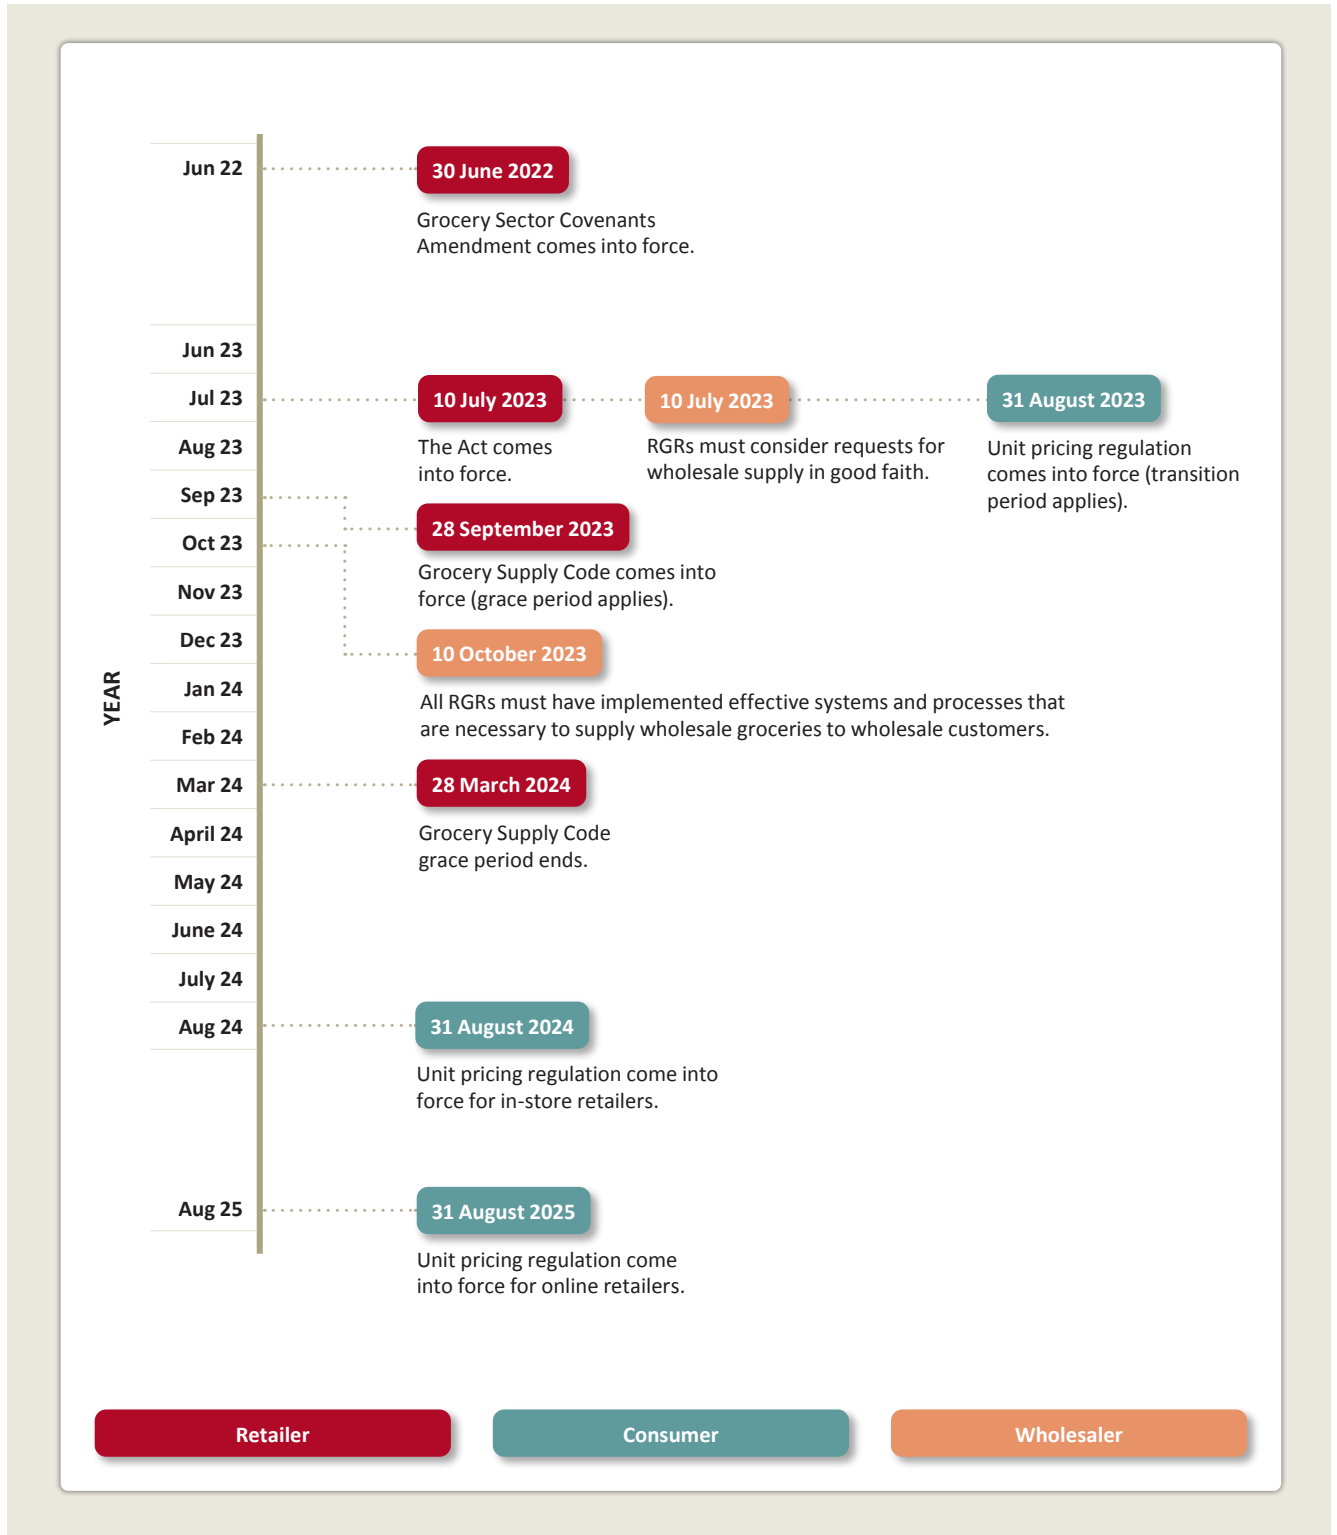 Jun 22
30 June 2022
Grocery Sector Covenants
Amendment comes into force.
Jun 23
Jul 23
10 July 2023
The Act comes
into force.
10 July 2023
RGRs must consider requests for
wholesale supply in good faith.
31 August 2023
Unit pricing regulation
comes into force (transition
period applies).
Aug 23
Sep 23
28 September 2023
Grocery Supply Code comes into
force (grace period applies).
Oct 23
Nov 23
Dec 23
10 October 2023
All RGRs must have implemented effective systems and processes that
are necessary to supply wholesale groceries to wholesale customers.
YEAR
Jan 24
Feb 24
Mar 24
28 March 2024
Grocery Supply Code
grace period ends.
April 24
May 24
June 24
July 24
Aug 24
31 August 2024
Unit pricing regulation come into
force for in-store retailers.
Aug 25
31 August 2025
Unit pricing regulation come
into force for online retailers.
Retailer
Consumer
Wholesaler